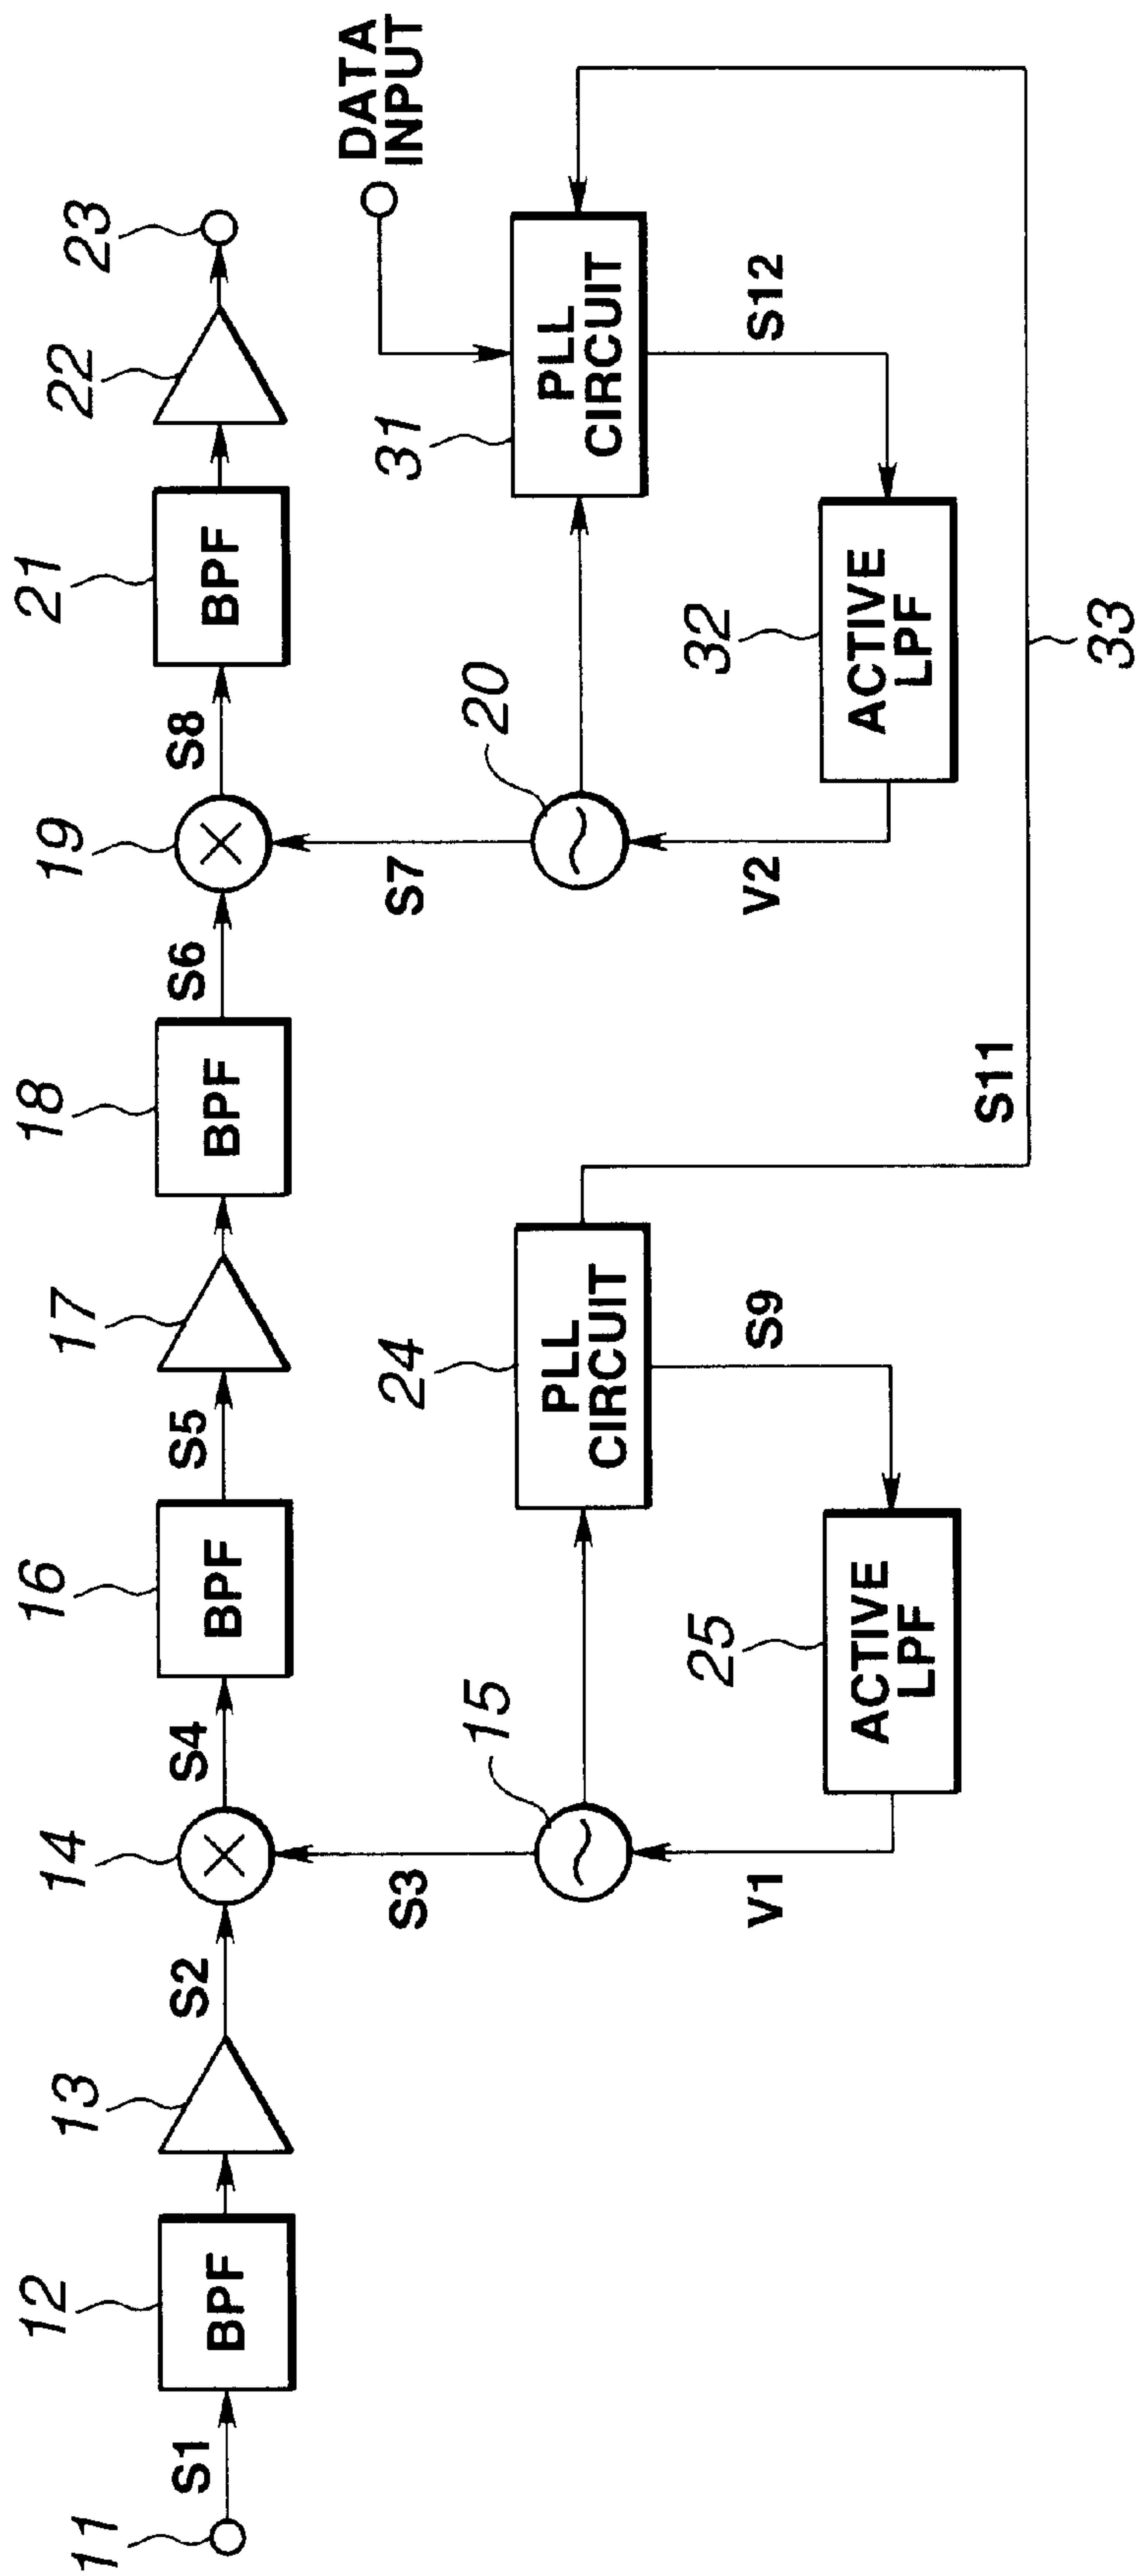 11
S1
12
BPF
13
S2
14
S4
16
BPF
S5
17
18
BPF
S6
19
S8
21
BPF
22
23
S3
15
24
PLL
CIRCUIT
S9
25
ACTIVE
LPF
V1
S11
S7
20
31
PLL
CIRCUIT
DATA
INPUT
S12
32
ACTIVE
LPF
V2
33